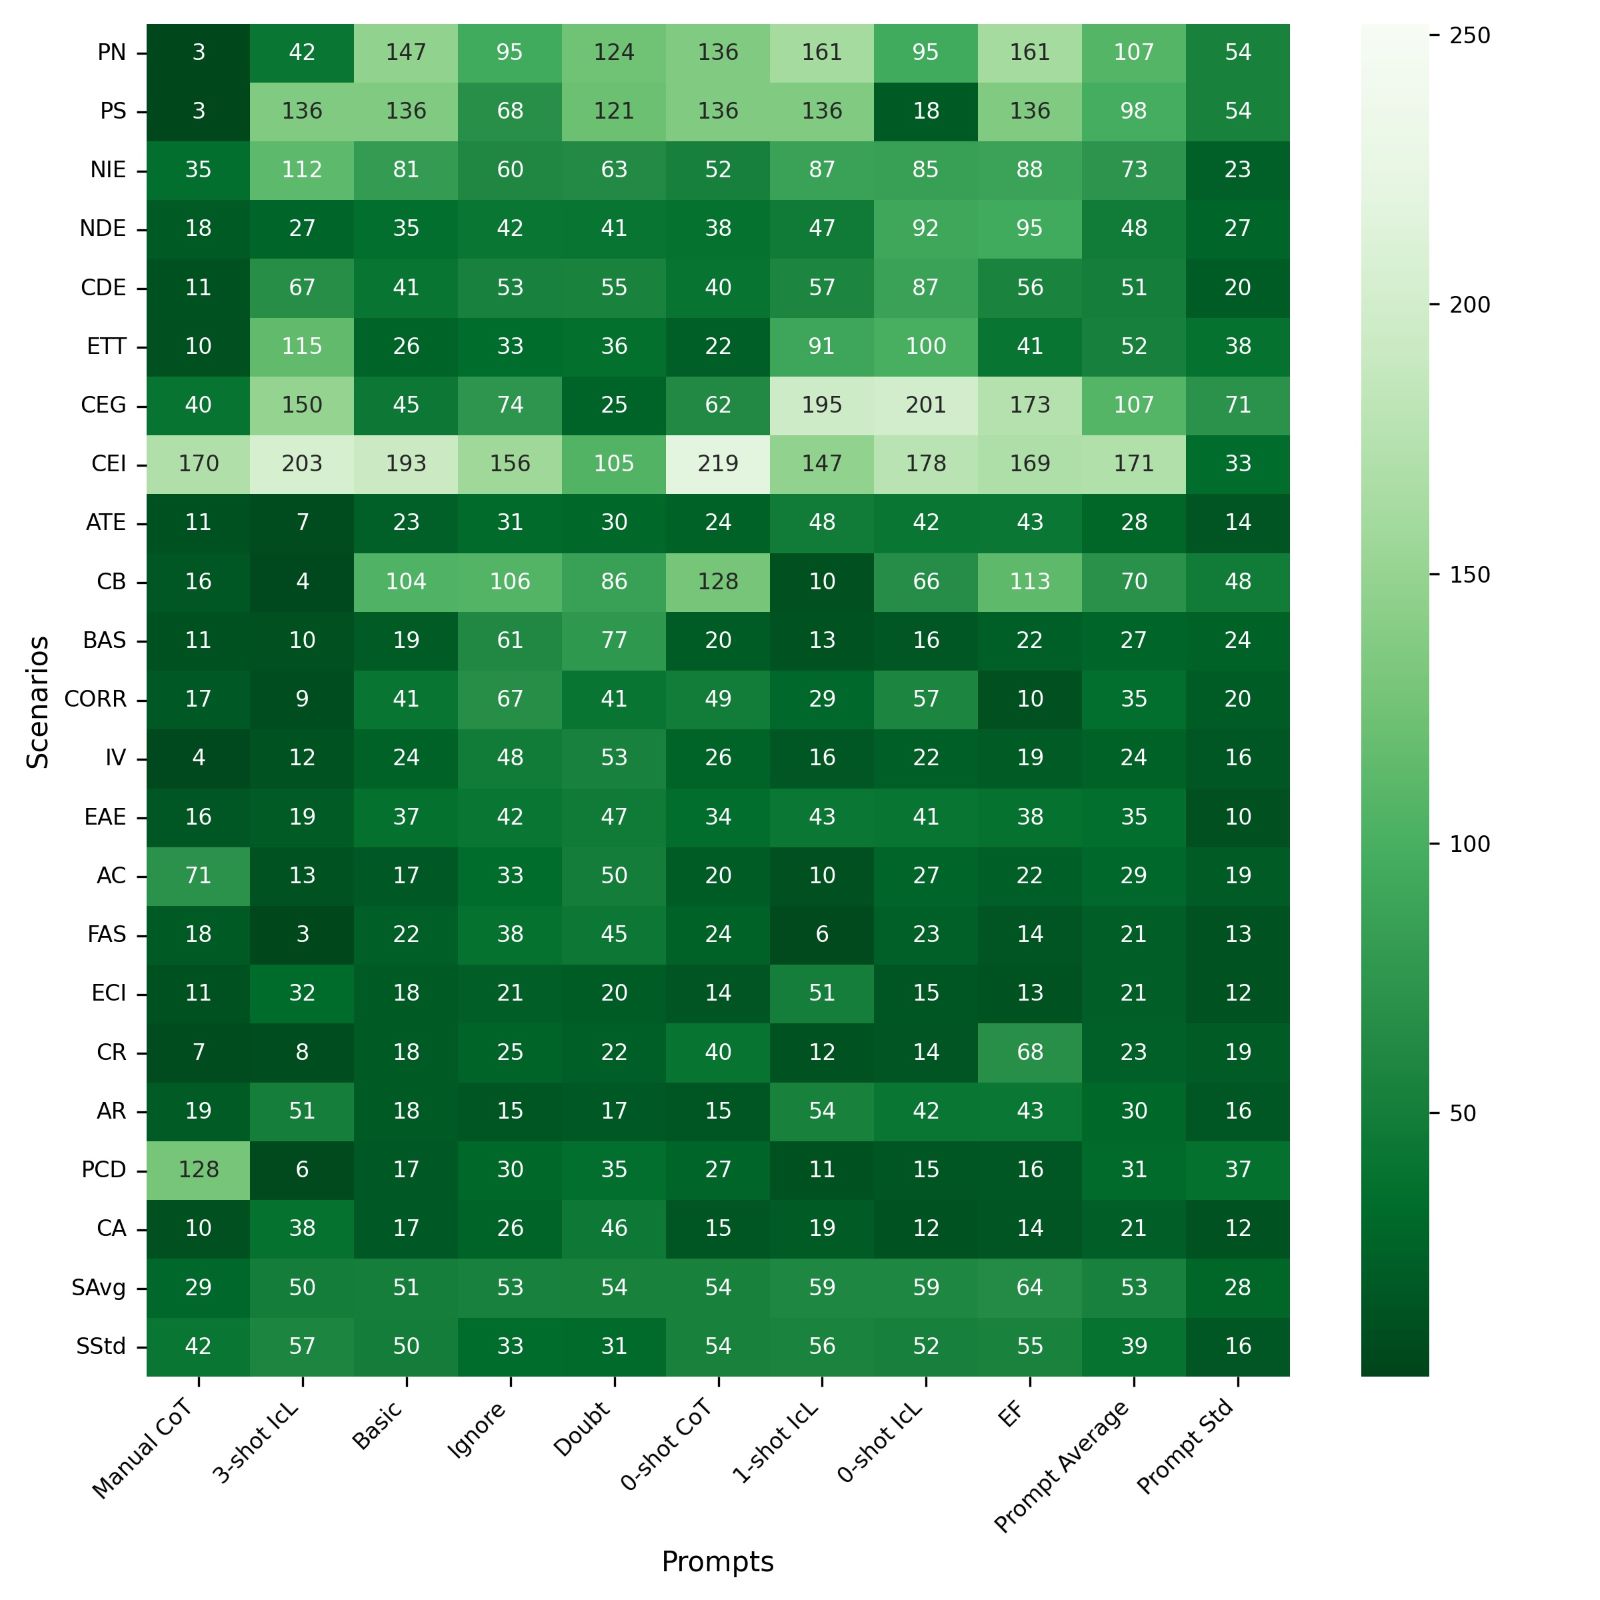 PN 3 42 147 95 124 136 161 95 161 107 54
PS 3 136 136 68 121 136 136 18 136 98 54
NIE 35 112 81 60 63 52 87 85 88 73 23
NDE 18 27 35 42 41 38 47 92 95 48 27
CDE 11 67 41 53 55 40 57 87 56 51 20
ETT 10 115 26 33 36 22 91 100 41 52 38
CEG 40 150 45 74 25 62 195 201 173 107 71
CEI 170 203 193 156 105 219 147 178 169 171 33
ATE 11 7 23 31 30 24 48 42 43 28 14
CB 16 4 104 106 86 128 10 66 113 70 48
BAS 11 10 19 61 77 20 13 16 22 27 24
CORR 17 9 41 67 41 49 29 57 10 35 20
IV 4 12 24 48 53 26 16 22 19 24 16
EAE 16 19 37 42 47 34 43 41 38 35 10
AC 71 13 17 33 50 20 10 27 22 29 19
FAS 18 3 22 38 45 24 6 23 14 21 13
ECI 11 32 18 21 20 14 51 15 13 21 12
CR 7 8 18 25 22 40 12 14 68 23 19
AR 19 51 18 15 17 15 54 42 43 30 16
PCD 128 6 17 30 35 27 11 15 16 31 37
CA 10 38 17 26 46 15 19 12 14 21 12
SAvg 29 50 51 53 54 54 59 59 64 53 28
SStd 42 57 50 33 31 54 56 52 55 39 16
Scenarios
Manual CoT
3-shot IcL
Basic
Ignore
Doubt
0-shot CoT
1-shot IcL
0-shot IcL
EF
Prompt Average
Prompt Std
Prompts
250
200
150
100
50